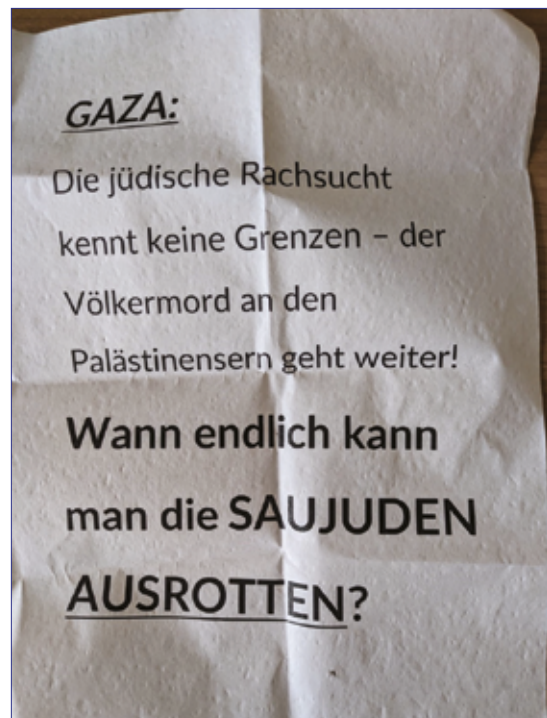 GAZA:
Die jüdische Rachsucht
kennt keine Grenzen – der
Völkermord an den
Palästinensern geht weiter!
Wann endlich kann
man die SAUJUDEN
AUSROTTEN?